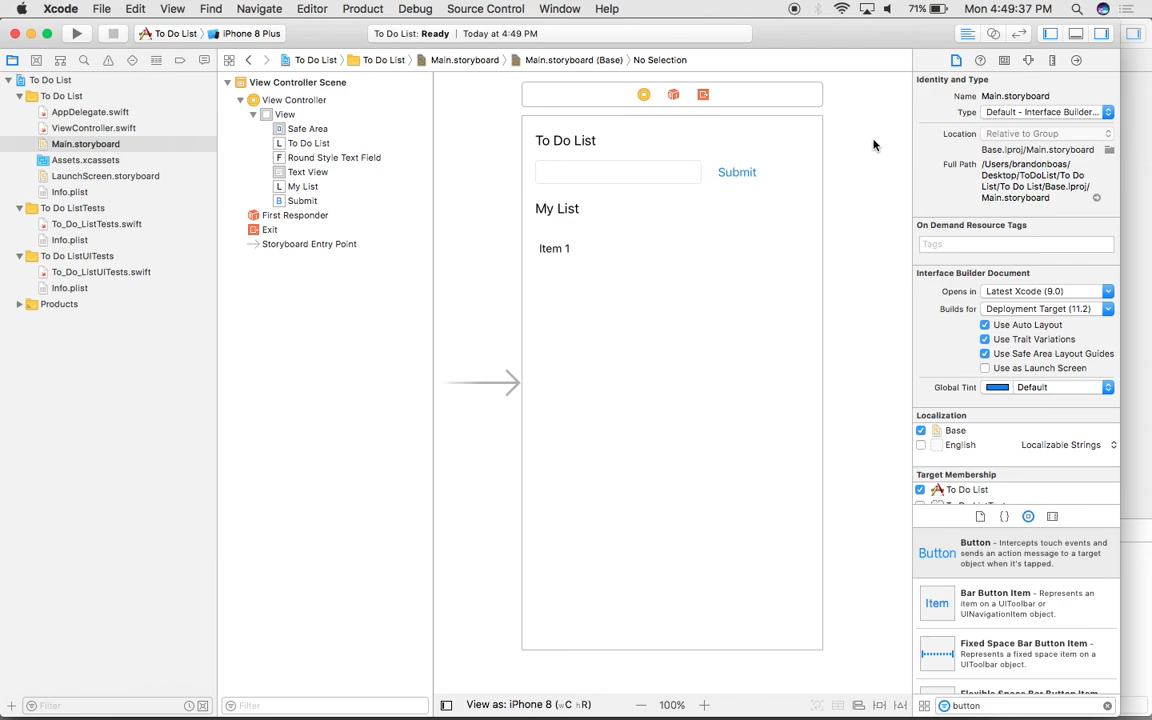 Xcode File Edit View Find Navigate Editor Product Debug Source Control Window Help 71% Mon 4:49:37 PM
To Do List iPhone 8 Plus To Do List: Ready Today at 4:49 PM
To Do List To Do List Main.storyboard Main.storyboard (Base) No Selection
To Do List
To Do List
AppDelegate.swift
ViewController.swift
Main.storyboard
Assets.xcassets
LaunchScreen.storyboard
Info.plist
To Do ListTests
To_Do_ListTests.swift
Info.plist
To Do ListUITests
To_Do_ListUITests.swift
Info.plist
Products
Filter
View Controller Scene
View Controller
View
Safe Area
L To Do List
F Round Style Text Field
Text View
L My List
B Submit
First Responder
Exit
Storyboard Entry Point
Filter
To Do List
Submit
My List
Item 1
View as: iPhone 8 (wC hR) 100%
Identity and Type
Name Main.storyboard
Type Default - Interface Builder...
Location Relative to Group
Base.lproj/Main.storyboard
Full Path /Users/brandonboas/
Desktop/ToDoList/To Do
List/To Do List/Base.lproj/
Main.storyboard
On Demand Resource Tags
Tags
Interface Builder Document
Opens in Latest Xcode (9.0)
Builds for Deployment Target (11.2)
Use Auto Layout
Use Trait Variations
Use Safe Area Layout Guides
Use as Launch Screen
Global Tint Default
Localization
Base
English Localizable Strings
Target Membership
To Do List
Button Button - Intercepts touch events and
sends an action message to a target
object when it's tapped.
Item Bar Button Item - Represents an
item on a UIToolbar or
UINavigationItem object.
Fixed Space Bar Button Item -
Represents a fixed space item on a
UIToolbar object.
Flexible Space Bar Button Item
button